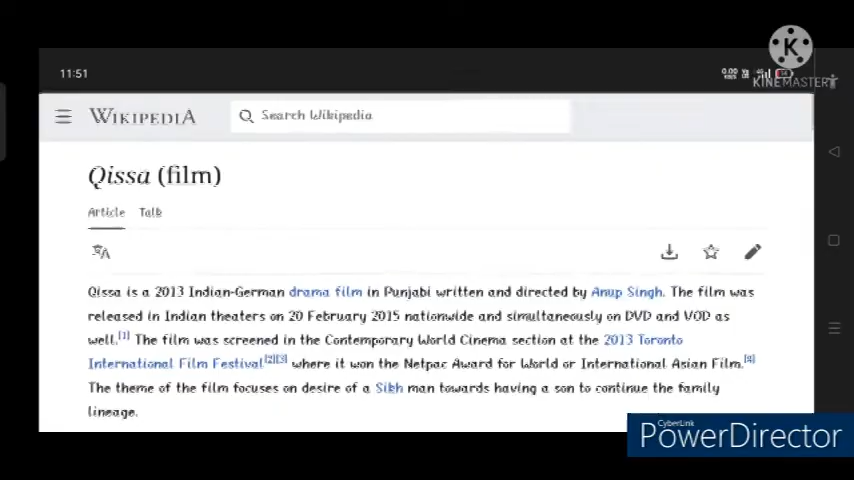 KINEMASTER
11:51
WIKIPEDIA
Search Wikipedia
Qissa (film)
Article Talk
Qissa is a 2013 Indian-German drama film in Punjabi written and directed by Anup Singh. The film was
released in Indian theaters on 20 February 2015 nationwide and simultaneously on DVD and VOD as
well.[1] The film was screened in the Contemporary World Cinema section at the 2013 Toronto
International Film Festival[2][3] where it won the Netpac Award for World or International Asian Film.[4]
The theme of the film focuses on desire of a Sikh man towards having a son to continue the family
lineage.
CyberLink
PowerDirector